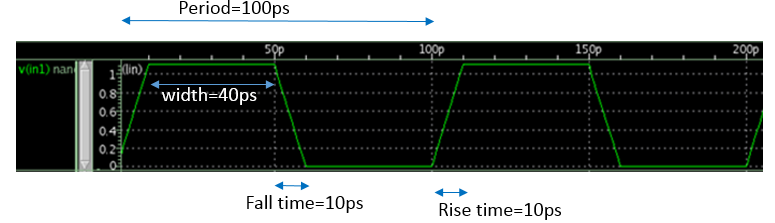 Period=100ps
50p 100p 150p 200p
v(in1) nand (lin)
1
width=40ps
0.8
0.6
0.4
0.2
0
Fall time=10ps
Rise time=10ps